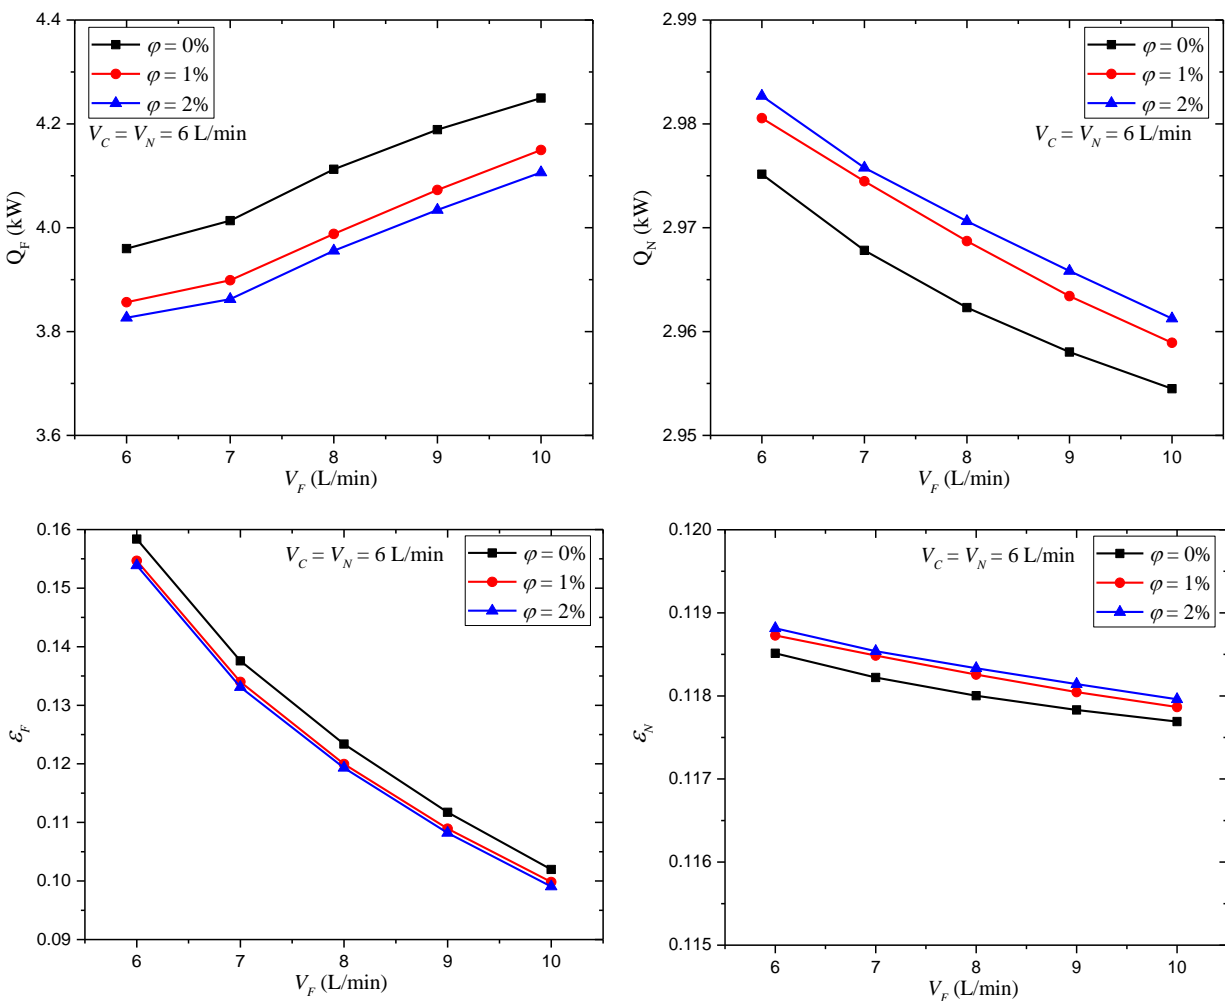 4.4
4.2
4.0
3.8
3.6
Q_F (kW)
φ = 0%
φ = 1%
φ = 2%
V_C = V_N = 6 L/min
6 7 8 9 10
V_F (L/min)
2.99
2.98
2.97
2.96
2.95
Q_N (kW)
φ = 0%
φ = 1%
φ = 2%
V_C = V_N = 6 L/min
6 7 8 9 10
V_F (L/min)
0.16
0.15
0.14
0.13
0.12
0.11
0.10
0.09
ε_F
V_C = V_N = 6 L/min
φ = 0%
φ = 1%
φ = 2%
6 7 8 9 10
V_F (L/min)
0.120
0.119
0.118
0.117
0.116
0.115
ε_N
V_C = V_N = 6 L/min
φ = 0%
φ = 1%
φ = 2%
6 7 8 9 10
V_F (L/min)